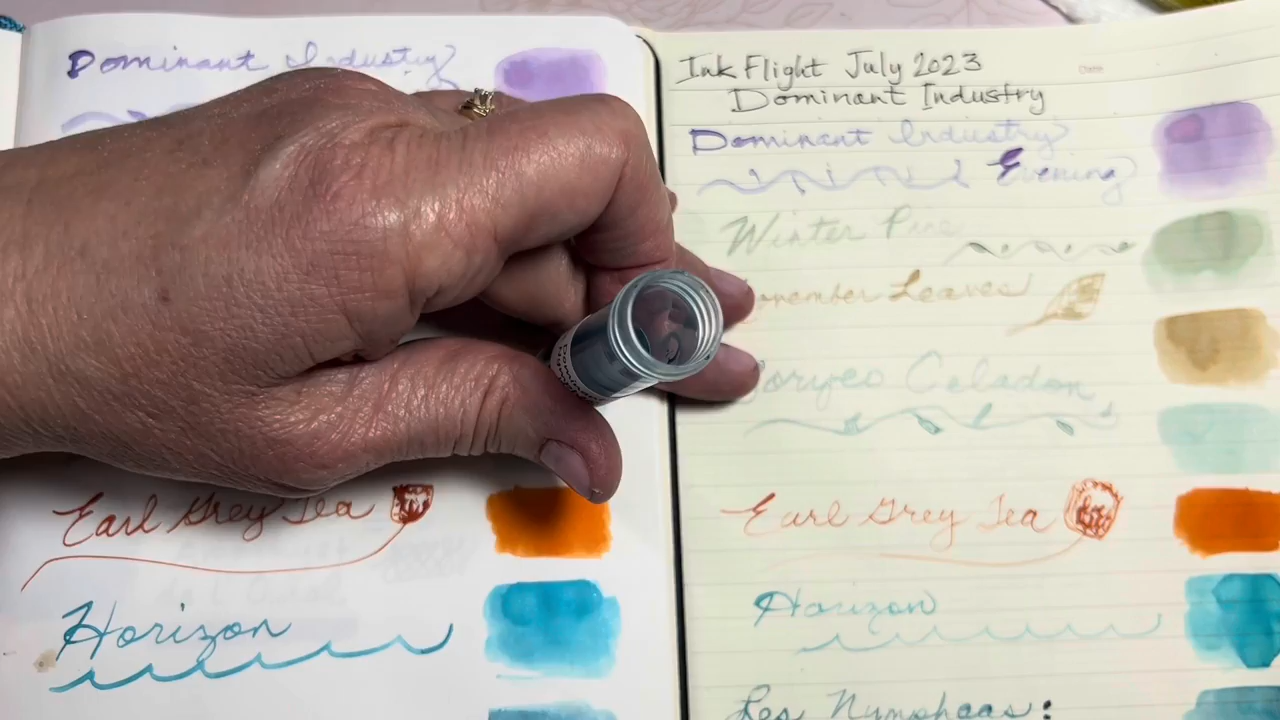 Dominant Industry
Earl Grey Tea
Horizon
Ink Flight July 2023
Dominant Industry
Date
Dominant Industry
Evening
Winter Pine
Leaves
Celadon
Earl Grey Tea
Horizon
Les